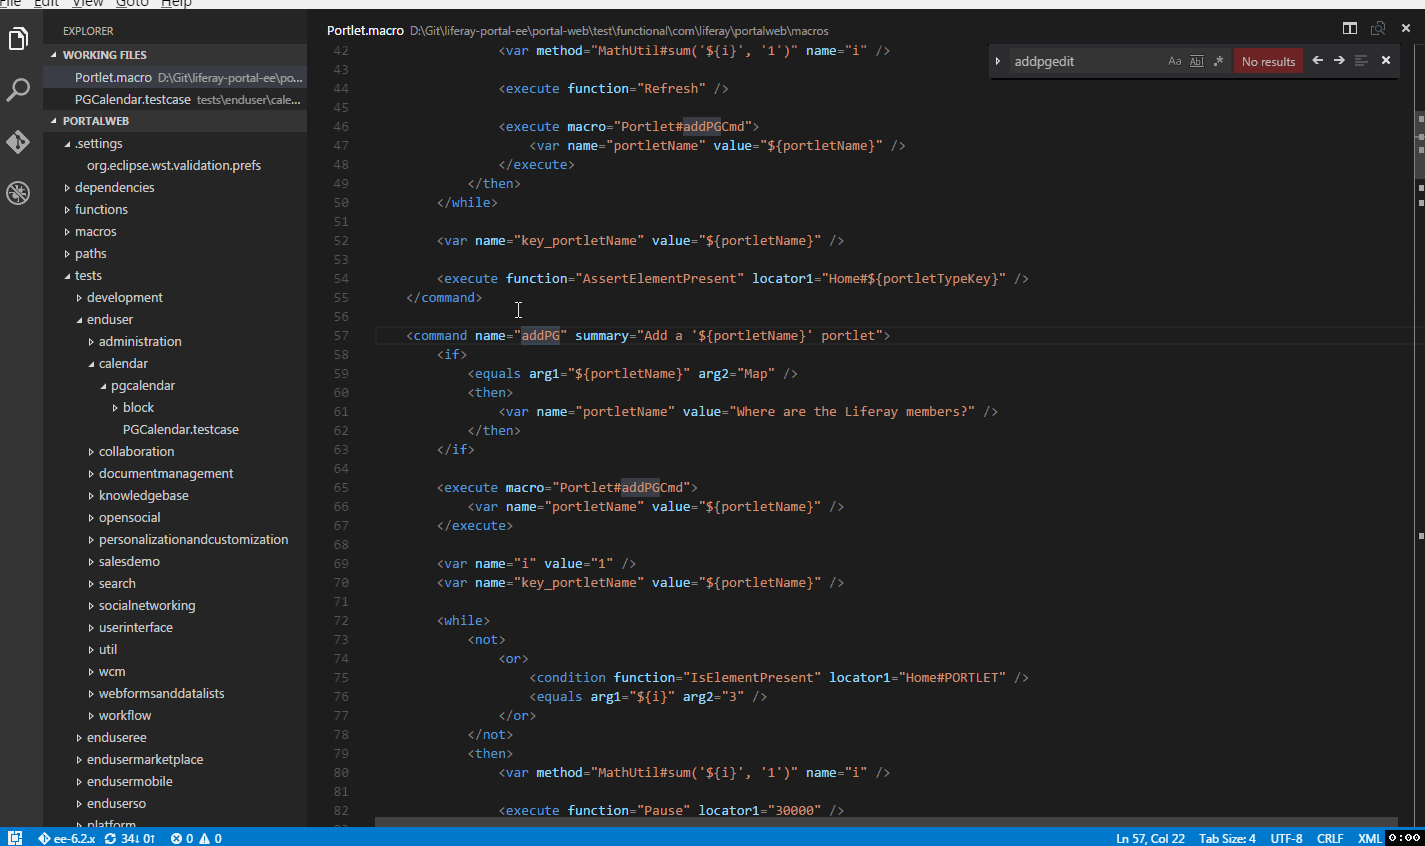 File Edit View Goto Help
EXPLORER
WORKING FILES
Portlet.macro D:\Git\liferay-portal-ee\po...
PGCalendar.testcase tests\enduser\cale...
PORTALWEB
.settings
org.eclipse.wst.validation.prefs
dependencies
functions
macros
paths
tests
development
enduser
administration
calendar
pgcalendar
block
PGCalendar.testcase
collaboration
documentmanagement
knowledgebase
opensocial
personalizationandcustomization
salesdemo
search
socialnetworking
userinterface
util
wcm
webformsanddatalists
workflow
enduseree
endusermarketplace
endusermobile
enduserso
platform
Portlet.macro D:\Git\liferay-portal-ee\portal-web\test\functional\com\liferay\portalweb\macros
addpgedit Aa Ab| .* No results
42 <var method="MathUtil#sum('${i}', '1')" name="i" />
43
44 <execute function="Refresh" />
45
46 <execute macro="Portlet#addPGCmd">
47 <var name="portletName" value="${portletName}" />
48 </execute>
49 </then>
50 </while>
51
52 <var name="key_portletName" value="${portletName}" />
53
54 <execute function="AssertElementPresent" locator1="Home#${portletTypeKey}" />
55 </command>
56
57 <command name="addPG" summary="Add a '${portletName}' portlet">
58 <if>
59 <equals arg1="${portletName}" arg2="Map" />
60 <then>
61 <var name="portletName" value="Where are the Liferay members?" />
62 </then>
63 </if>
64
65 <execute macro="Portlet#addPGCmd">
66 <var name="portletName" value="${portletName}" />
67 </execute>
68
69 <var name="i" value="1" />
70 <var name="key_portletName" value="${portletName}" />
71
72 <while>
73 <not>
74 <or>
75 <condition function="IsElementPresent" locator1="Home#PORTLET" />
76 <equals arg1="${i}" arg2="3" />
77 </or>
78 </not>
79 <then>
80 <var method="MathUtil#sum('${i}', '1')" name="i" />
81
82 <execute function="Pause" locator1="30000" />
ee-6.2.x 34↓ 0↑ 0 0 Ln 57, Col 22 Tab Size: 4 UTF-8 CRLF XML 0:00